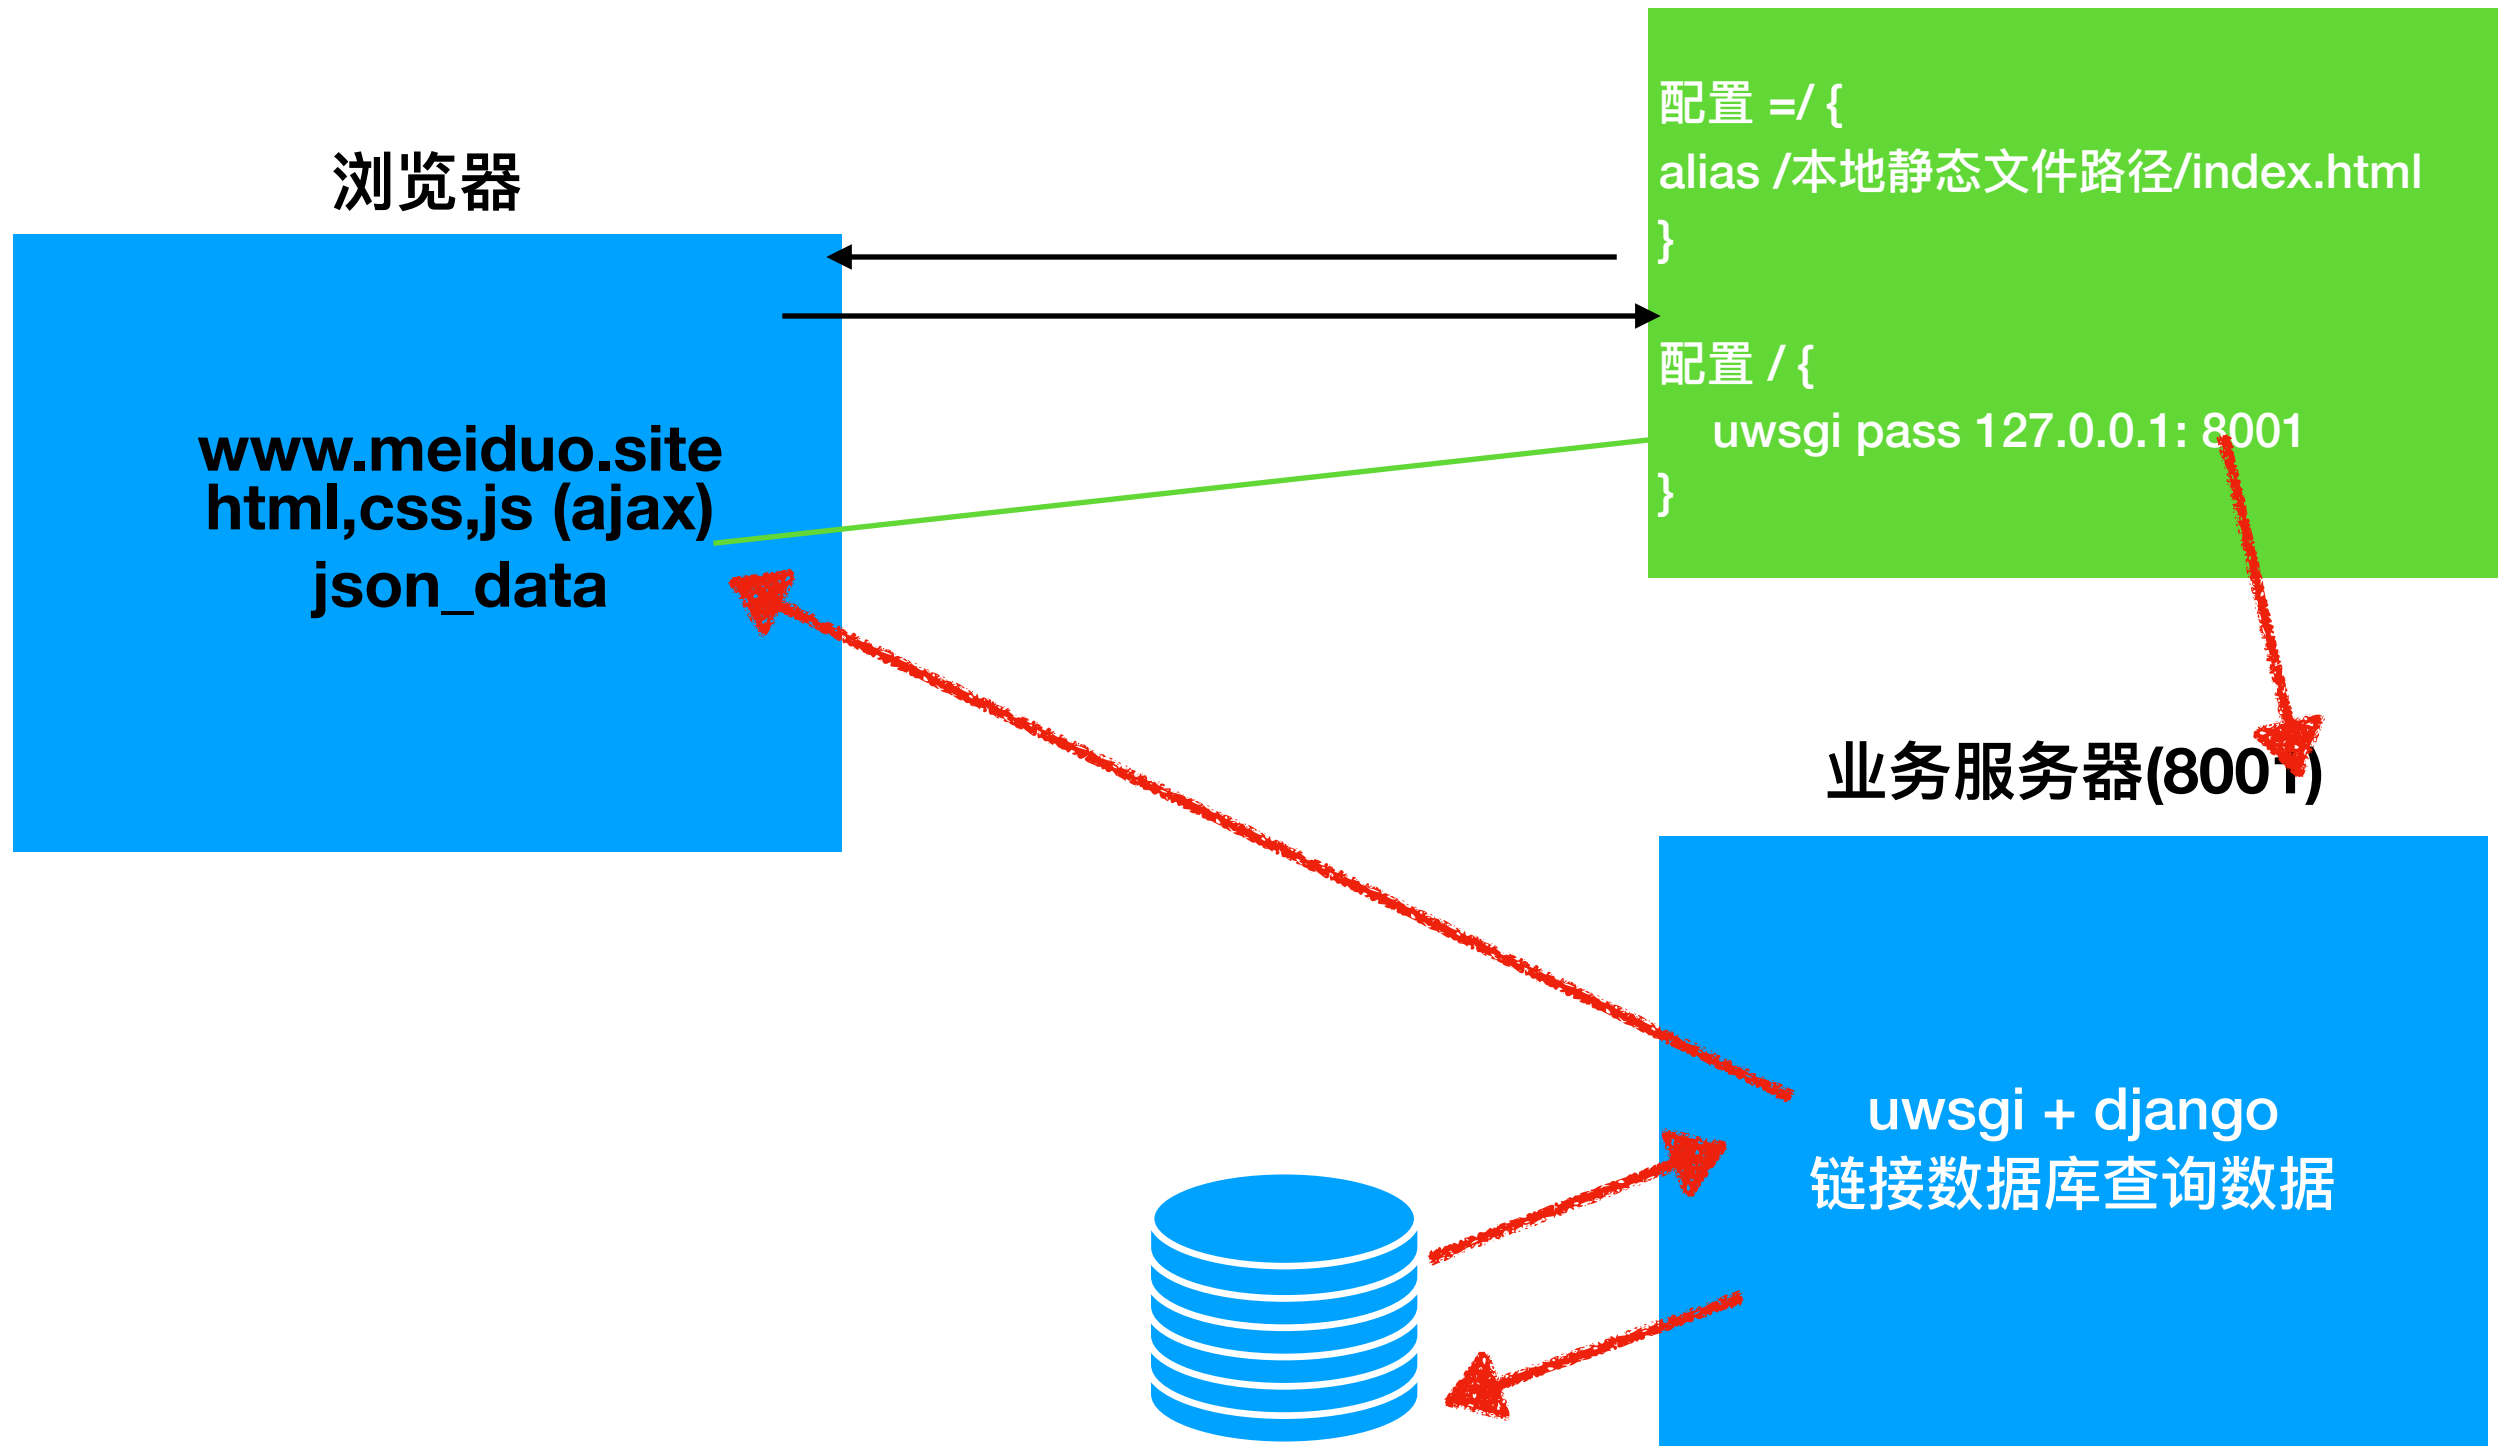 浏览器
www.meiduo.site
html,css,js (ajax)
json_data
配置 =/ {
alias /本地静态文件路径/index.html
}
配置 / {
uwsgi pass 127.0.0.1: 8001
}
业务服务器(8001)
uwsgi + django
链接数据库查询数据